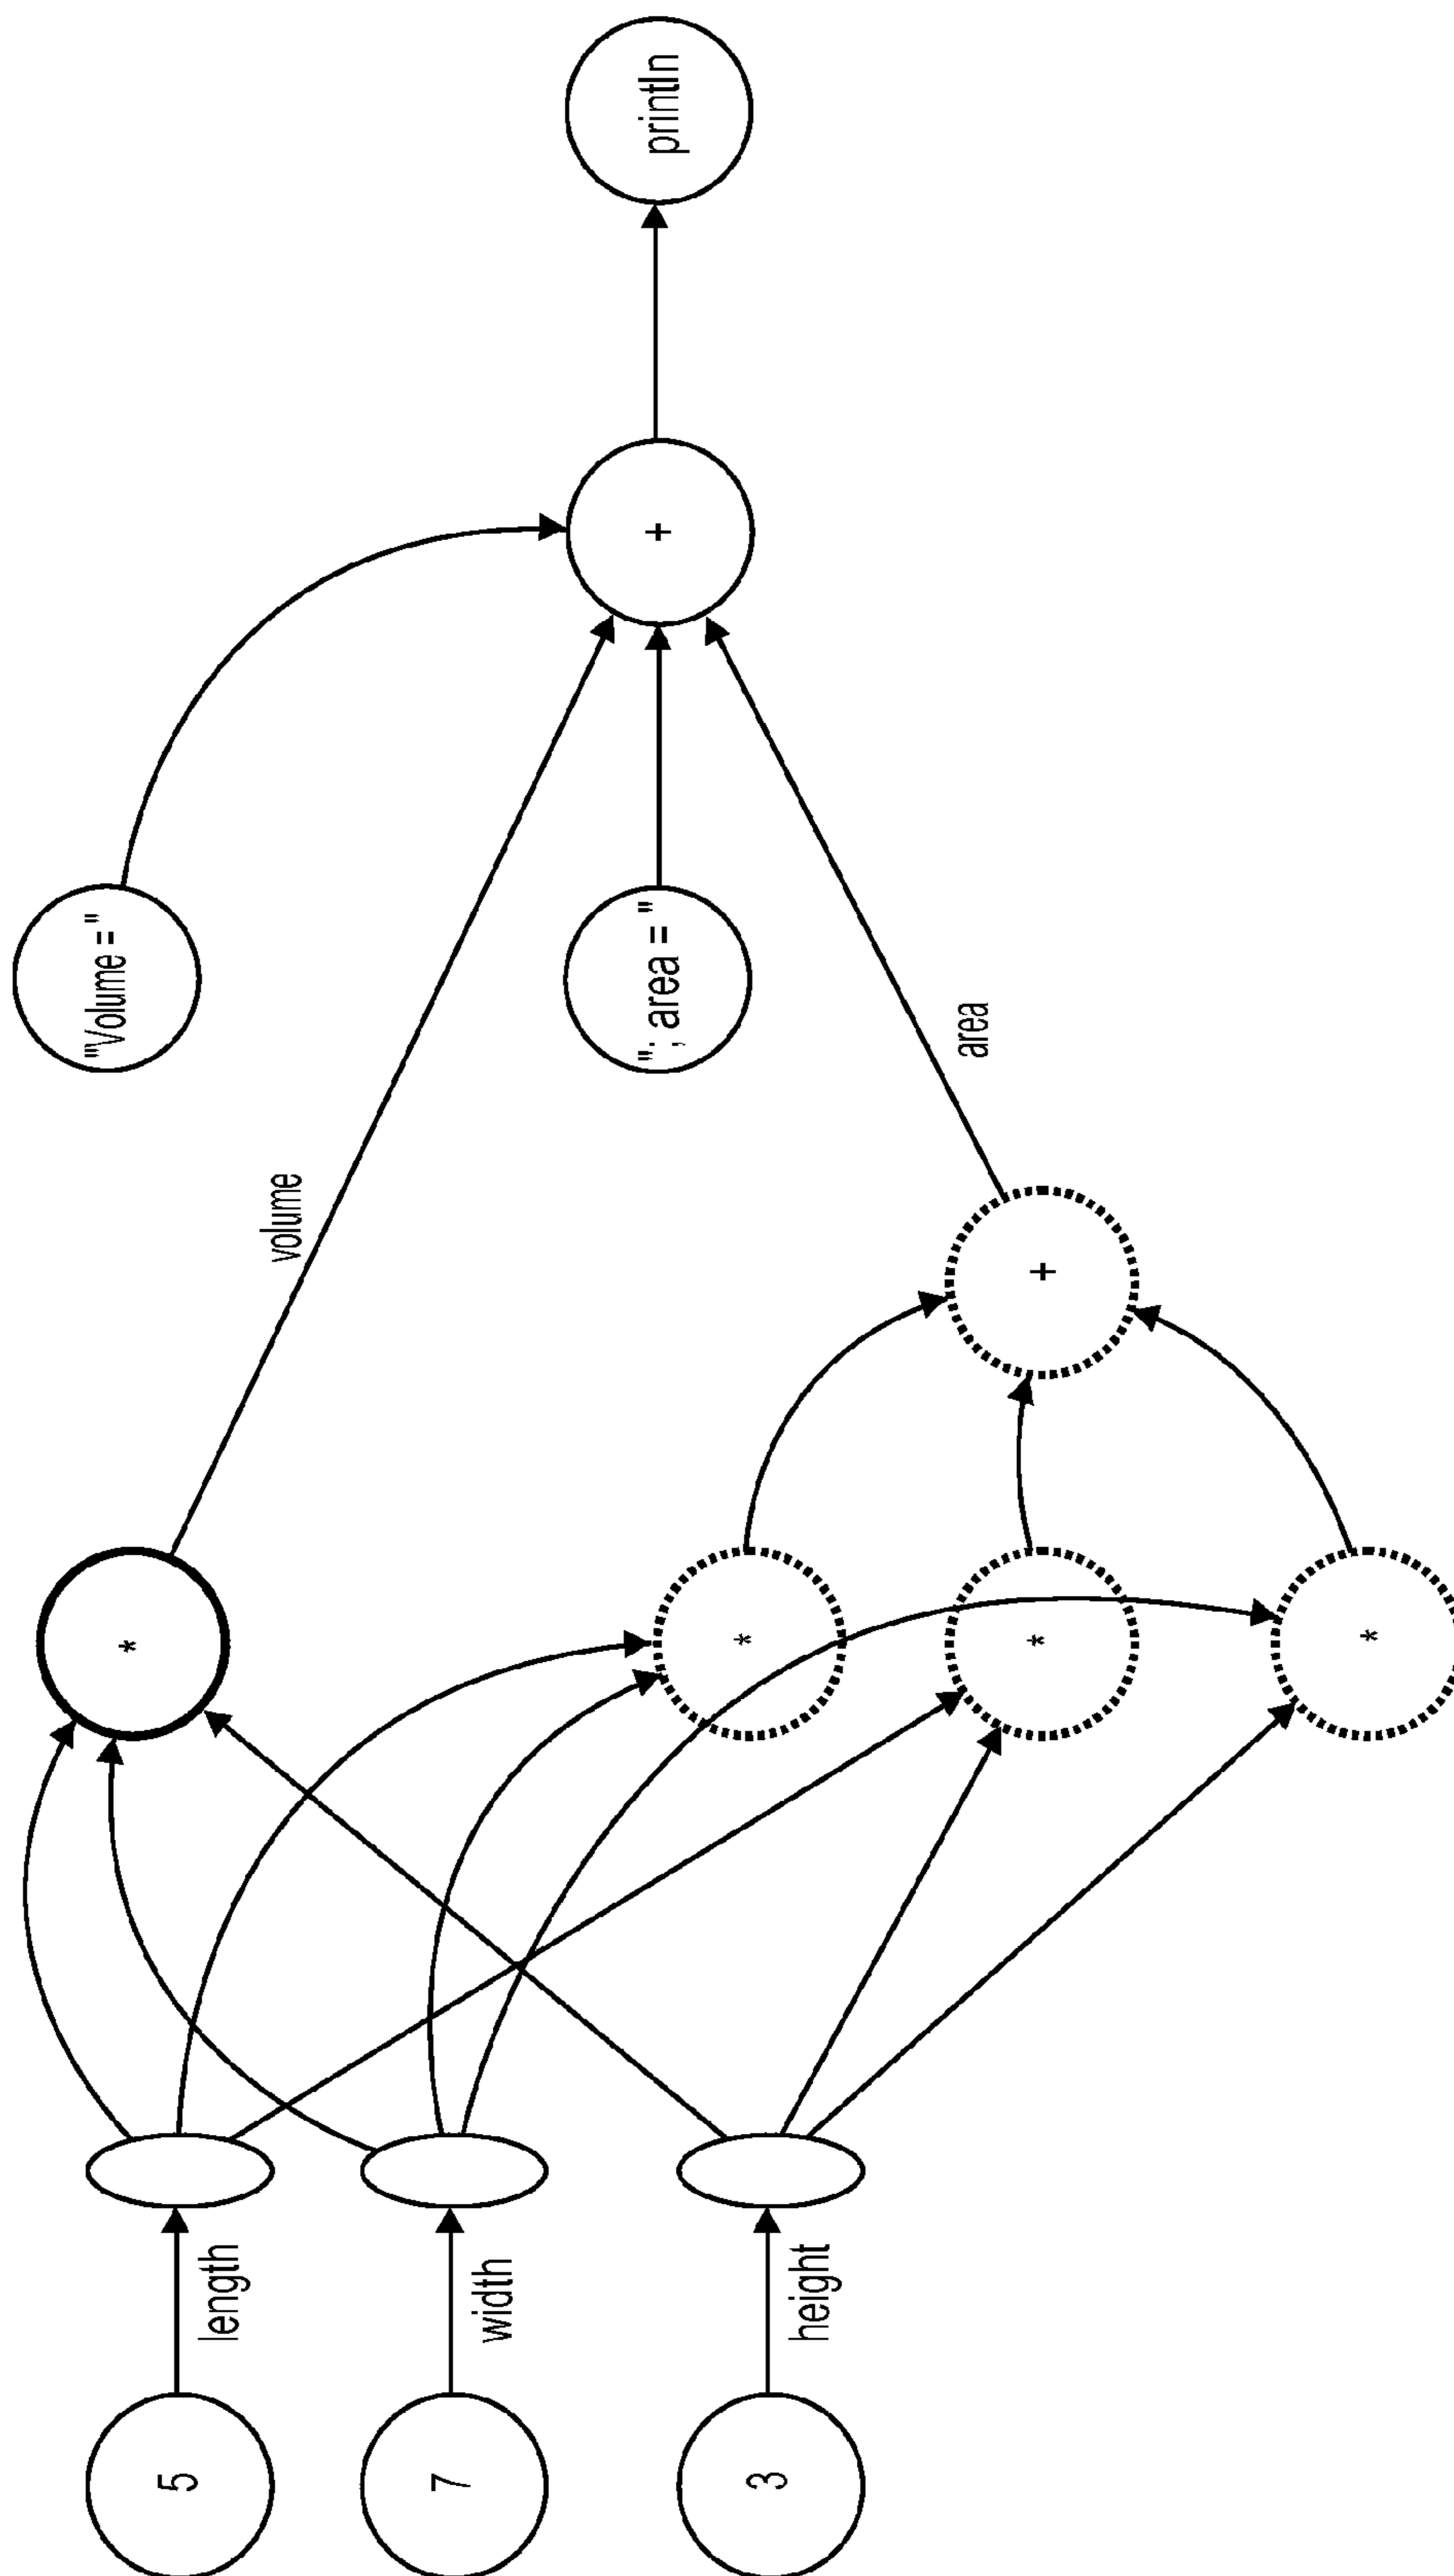 5
length
7
width
3
height
*
*
*
*
+
volume
area
"Volume ="
"; area = "
+
println